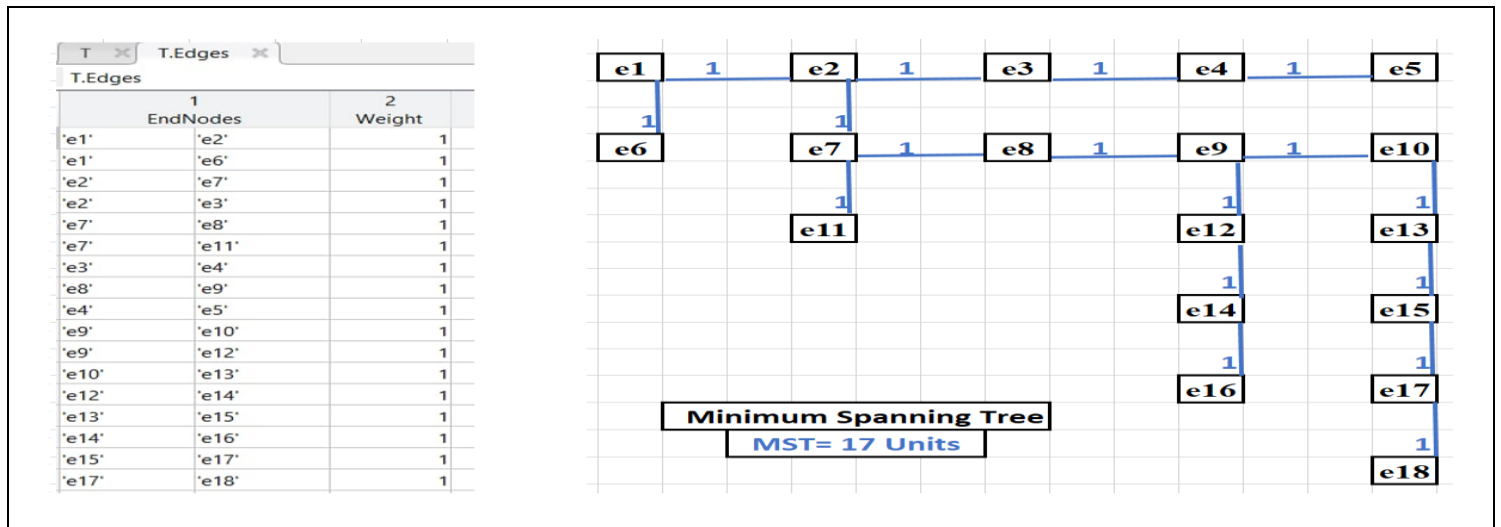 T T.Edges
T.Edges
1 2
EndNodes Weight
'e1' 'e2' 1
'e1' 'e6' 1
'e2' 'e7' 1
'e2' 'e3' 1
'e7' 'e8' 1
'e7' 'e11' 1
'e3' 'e4' 1
'e8' 'e9' 1
'e4' 'e5' 1
'e9' 'e10' 1
'e9' 'e12' 1
'e10' 'e13' 1
'e12' 'e14' 1
'e13' 'e15' 1
'e14' 'e16' 1
'e15' 'e17' 1
'e17' 'e18' 1
e1 1 e2 1 e3 1 e4 1 e5
1 1
e6 e7 1 e8 1 e9 1 e10
1 1 1
e11 e12 e13
1 1
e14 e15
1 1
e16 e17
Minimum Spanning Tree
MST= 17 Units 1
e18